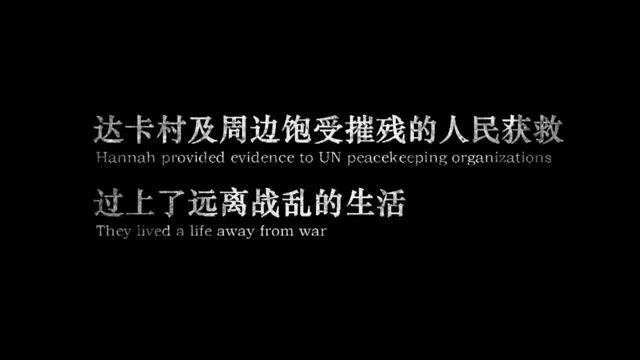 达卡村及周边饱受摧残的人民获救
Hannah provided evidence to UN peacekeeping organizations
过上了远离战乱的生活
They lived a life away from war